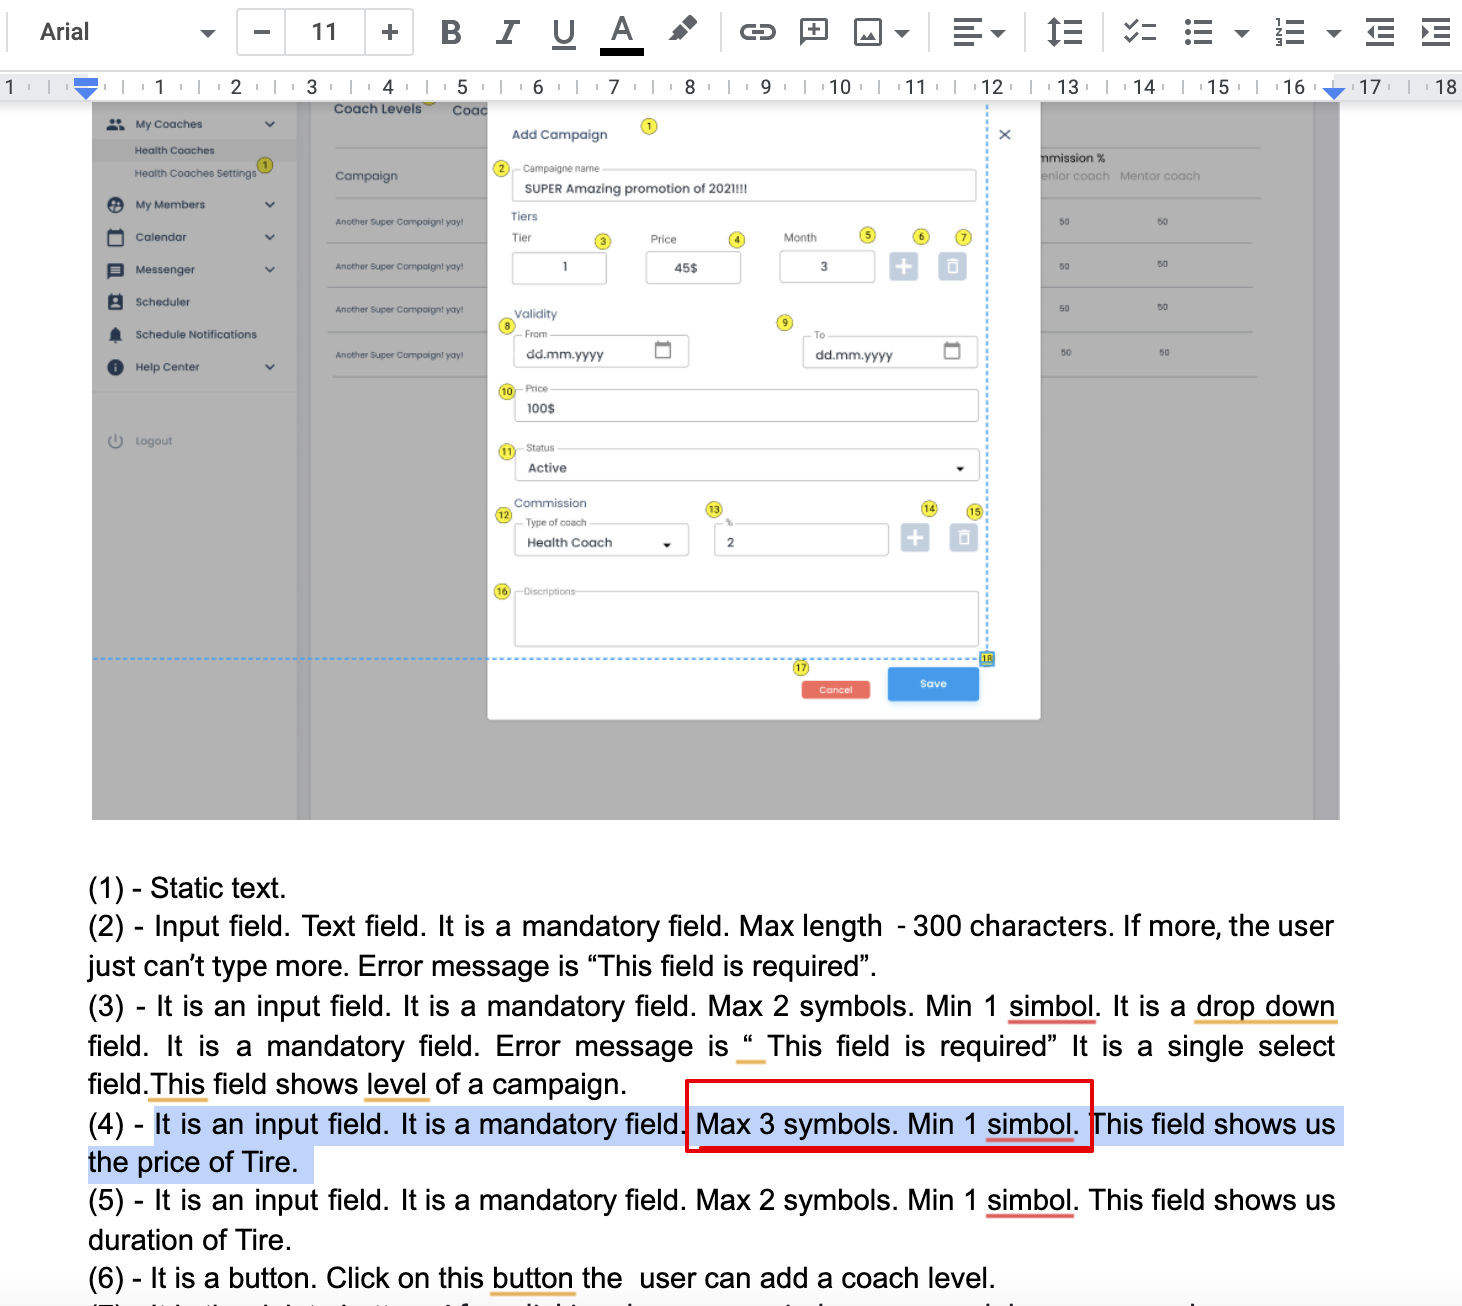 Arial
− 11 + B I U A
1 1 2 3 4 5 6 7 8 9 10 11 12 13 14 15 16 17 18
My Coaches
Health Coaches
Health Coaches Settings 1
My Members
Calendar
Messenger
Scheduler
Schedule Notifications
Help Center
Logout
Coach Levels Coac
Campaign
Another Super Campaign! yay!
Another Super Campaign! yay!
Another Super Campaign! yay!
Another Super Campaign! yay!
mmission %
enior coach Mentor coach
50 50
50 50
50 50
50 50
Add Campaign 1
2 Campaigne name
SUPER Amazing promotion of 2021!!!
Tiers
Tier 3 Price 4 Month 5 6 7
1 45$ 3
Validity
8 From 9 To
dd.mm.yyyy dd.mm.yyyy
10 Price
100$
11 Status
Active
Commission
12 Type of coach 13 % 14 15
Health Coach 2
16 Discriptions
17 18
Cancel Save
(1) - Static text.
(2) - Input field. Text field. It is a mandatory field. Max length - 300 characters. If more, the user
just can’t type more. Error message is “This field is required”.
(3) - It is an input field. It is a mandatory field. Max 2 symbols. Min 1 simbol. It is a drop down
field. It is a mandatory field. Error message is “ This field is required” It is a single select
field.This field shows level of a campaign.
(4) - It is an input field. It is a mandatory field. Max 3 symbols. Min 1 simbol. This field shows us
the price of Tire.
(5) - It is an input field. It is a mandatory field. Max 2 symbols. Min 1 simbol. This field shows us
duration of Tire.
(6) - It is a button. Click on this button the user can add a coach level.